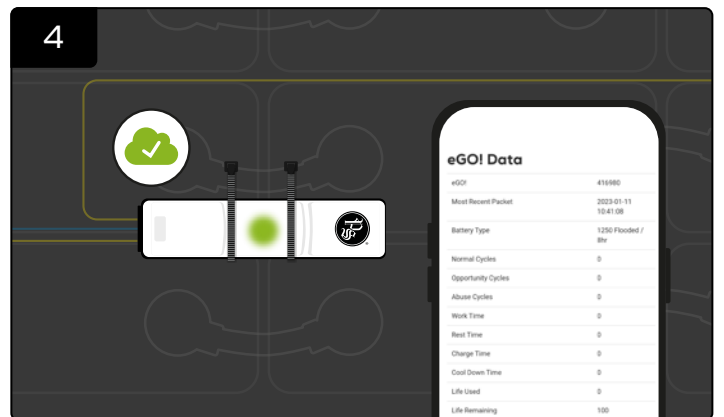 4
eGO! Data
eGO! 416980
Most Recent Packet 2023-01-11
10:41:08
Battery Type 1250 Flooded /
8hr
Normal Cycles 0
Opportunity Cycles 0
Abuse Cycles 0
Work Time 0
Rest Time 0
Charge Time 0
Cool Down Time 0
Life Used 0
Life Remaining 100